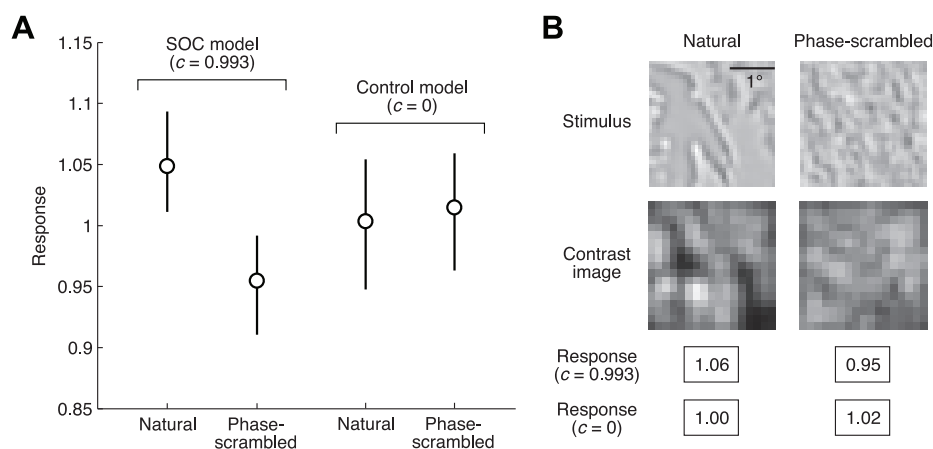 A
SOC model
(c = 0.993)
Control model
(c = 0)
Response
1.15
1.1
1.05
1
0.95
0.9
0.85
Natural
Phase-
scrambled
Natural
Phase-
scrambled
B
Natural
Phase-scrambled
Stimulus
1°
Contrast
image
Response
(c = 0.993)
1.06
0.95
Response
(c = 0)
1.00
1.02